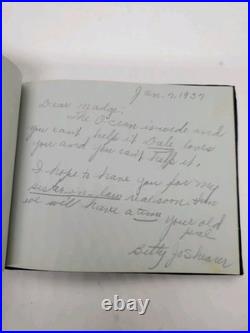 Jan. 7, 1937
Dear Madge:
The Ocean is wide and
you can't help it Dale loves
you and you can't help it.
I hope to have you for my
sister-in-law real soon then
we will have a time your old
pal
Betty Jo Shearer